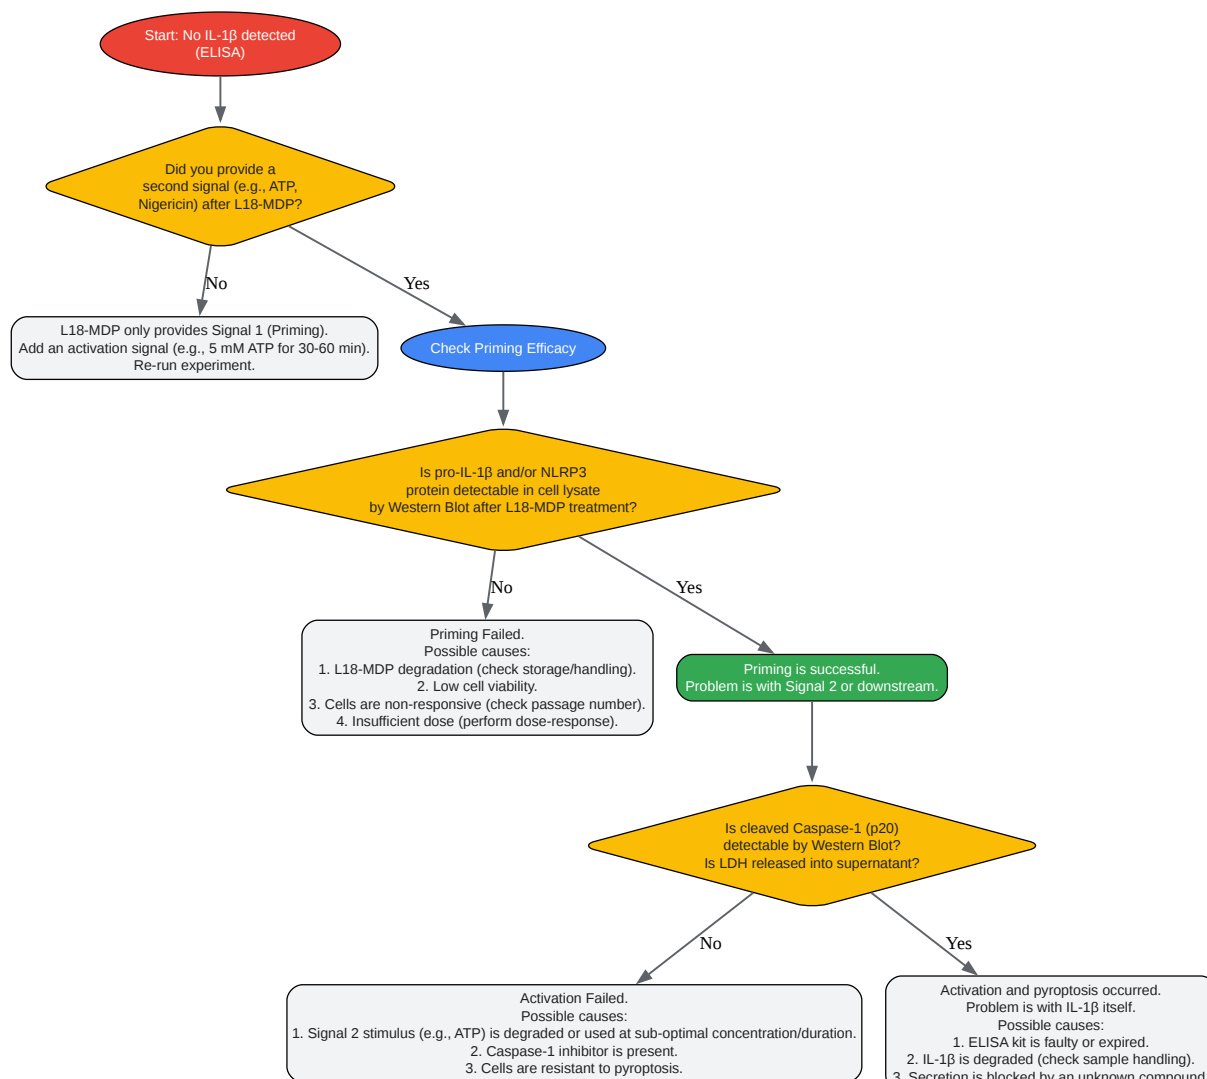 Start: No IL-1β detected
(ELISA)
Did you provide a
second signal (e.g., ATP,
Nigericin) after L18-MDP?
No
Yes
L18-MDP only provides Signal 1 (Priming).
Add an activation signal (e.g., 5 mM ATP for 30-60 min).
Re-run experiment.
Check Priming Efficacy
Is pro-IL-1β and/or NLRP3
protein detectable in cell lysate
by Western Blot after L18-MDP treatment?
No
Yes
Priming Failed.
Possible causes:
1. L18-MDP degradation (check storage/handling).
2. Low cell viability.
3. Cells are non-responsive (check passage number).
4. Insufficient dose (perform dose-response).
Priming is successful.
Problem is with Signal 2 or downstream.
Is cleaved Caspase-1 (p20)
detectable by Western Blot?
Is LDH released into supernatant?
No
Yes
Activation Failed.
Possible causes:
1. Signal 2 stimulus (e.g., ATP) is degraded or used at sub-optimal concentration/duration.
2. Caspase-1 inhibitor is present.
3. Cells are resistant to pyroptosis.
Activation and pyroptosis occurred.
Problem is with IL-1β itself.
Possible causes:
1. ELISA kit is faulty or expired.
2. IL-1β is degraded (check sample handling).
3. Secretion is blocked by an unknown compound